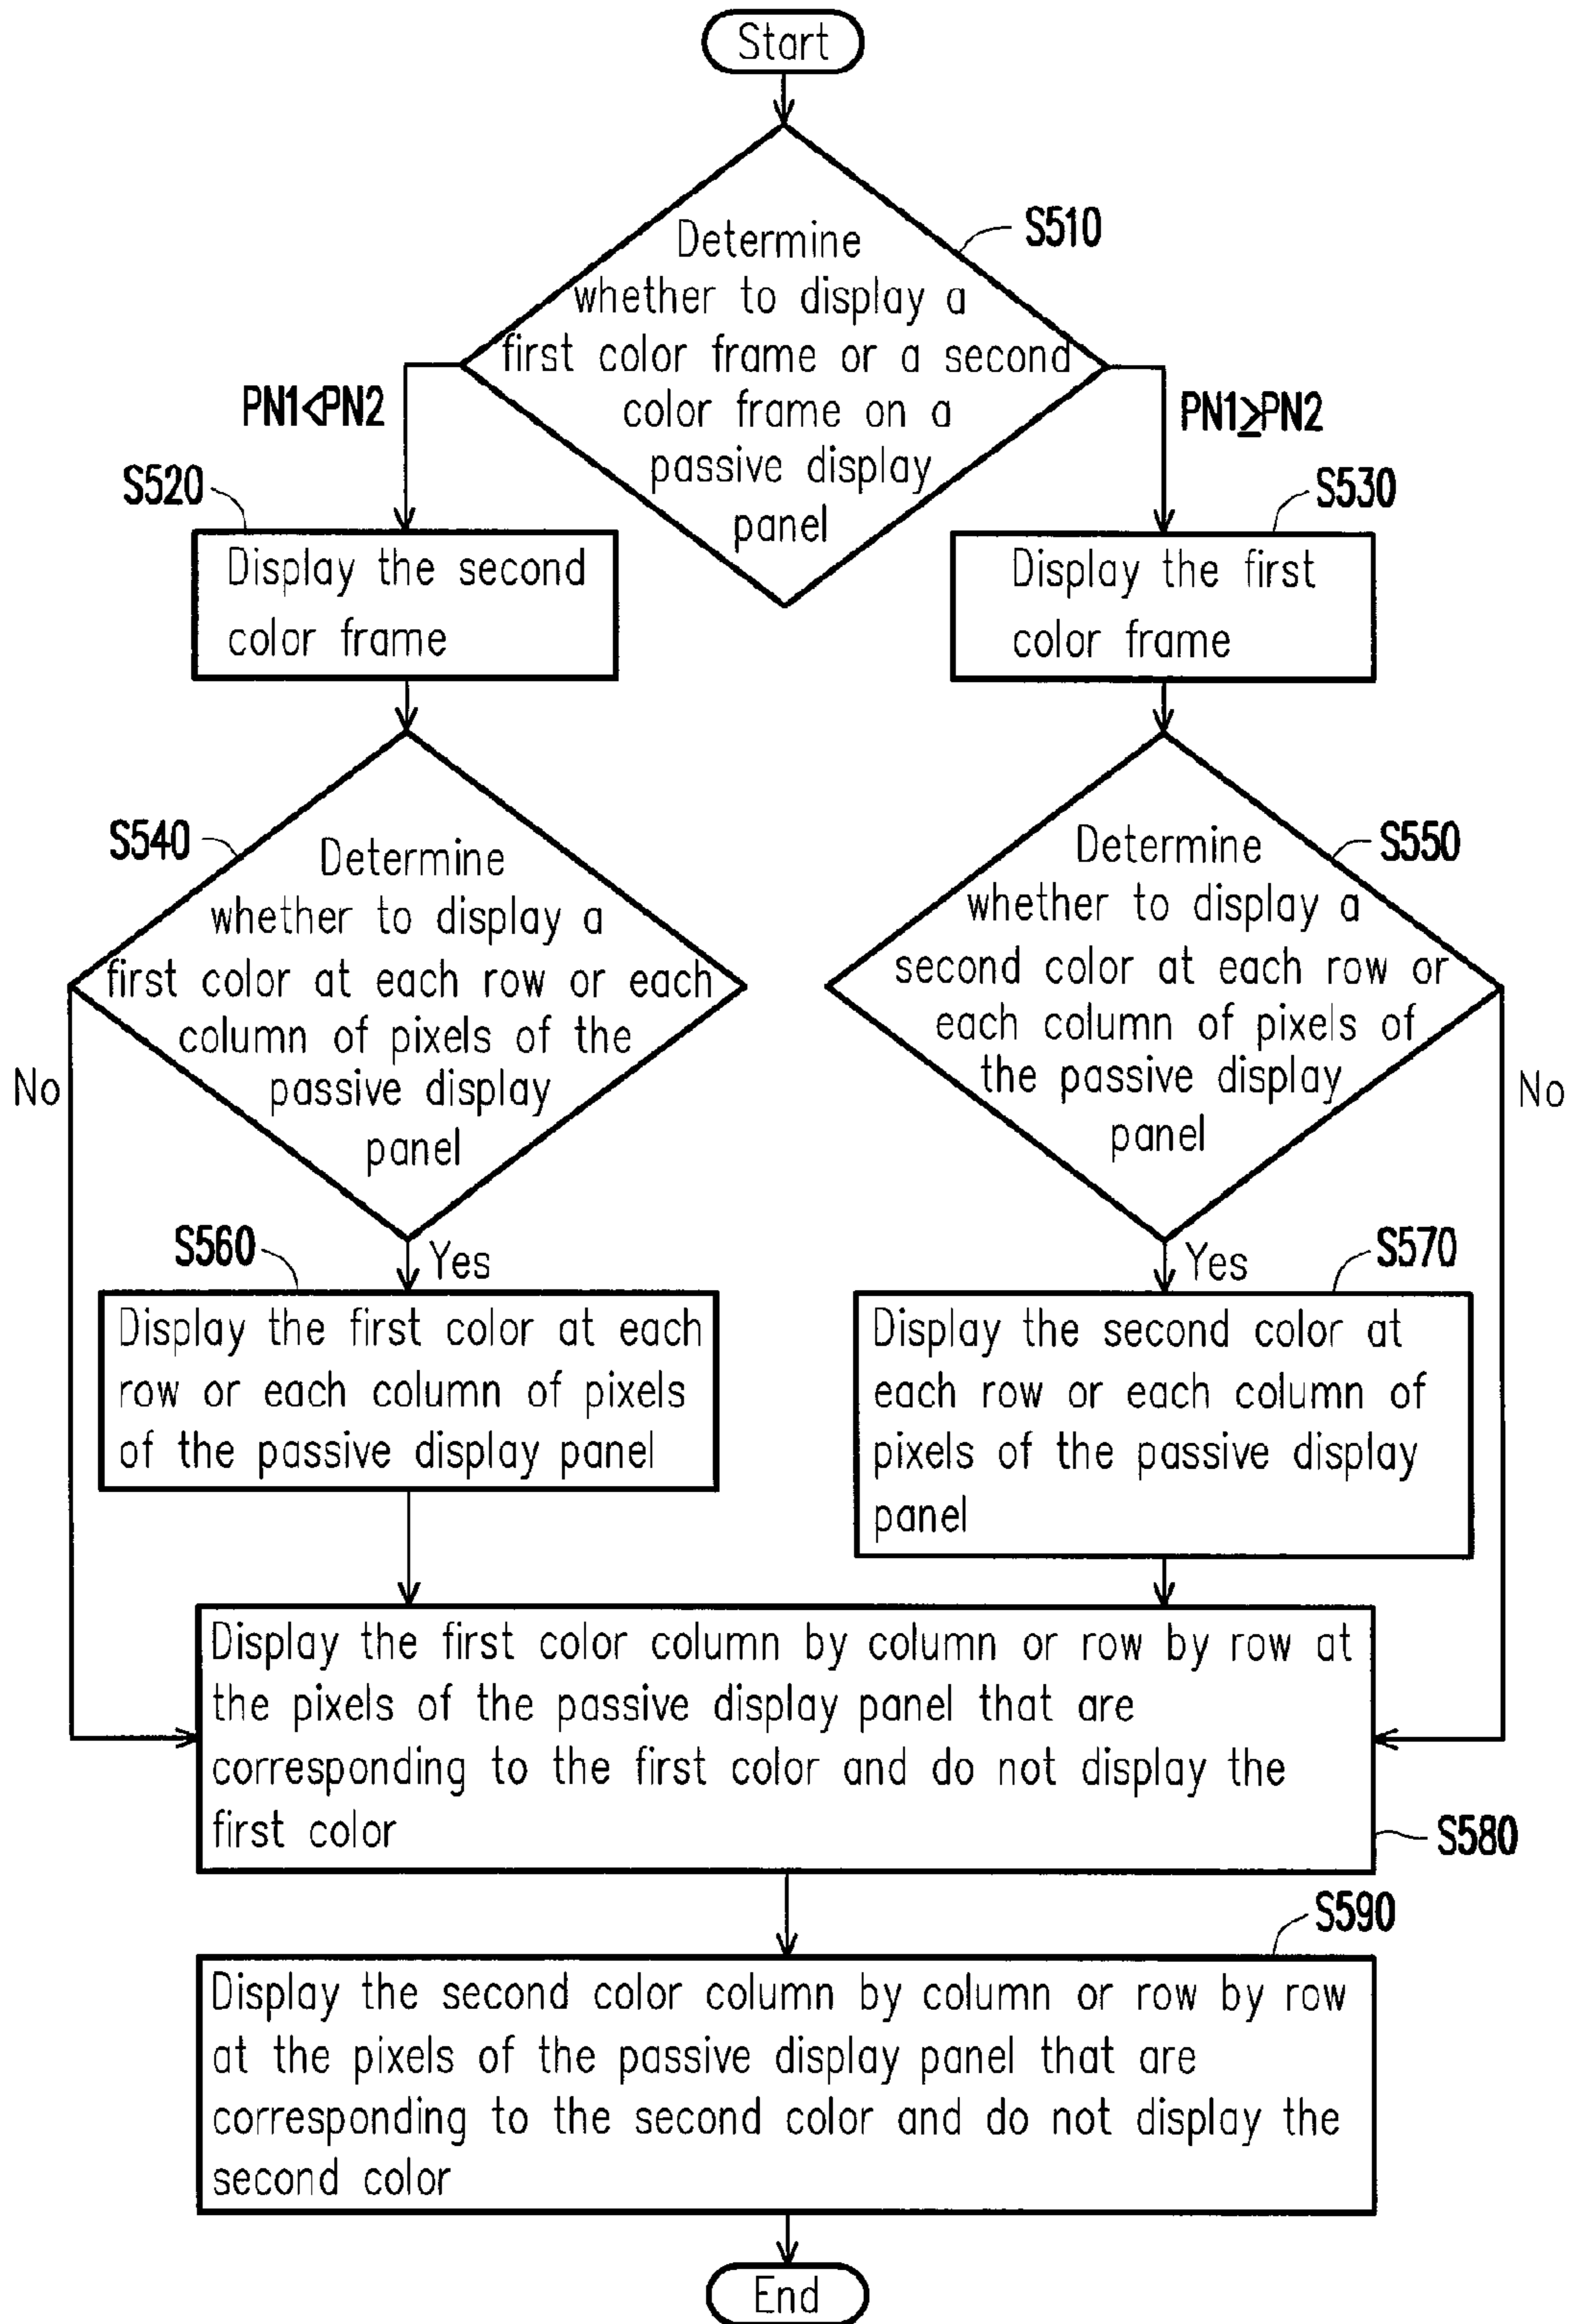 Start
Determine
whether to display a
first color frame or a second
color frame on a
passive display
panel
S510
PN1<PN2
PN1≥PN2
S520
Display the second
color frame
S530
Display the first
color frame
S540
Determine
whether to display a
first color at each row or each
column of pixels of the
passive display
panel
No
Yes
S550
Determine
whether to display a
second color at each row or
each column of pixels of
the passive display
panel
No
Yes
S560
Display the first color at each
row or each column of pixels
of the passive display panel
S570
Display the second color at
each row or each column of
pixels of the passive display
panel
Display the first color column by column or row by row at
the pixels of the passive display panel that are
corresponding to the first color and do not display the
first color
S580
S590
Display the second color column by column or row by row
at the pixels of the passive display panel that are
corresponding to the second color and do not display the
second color
End